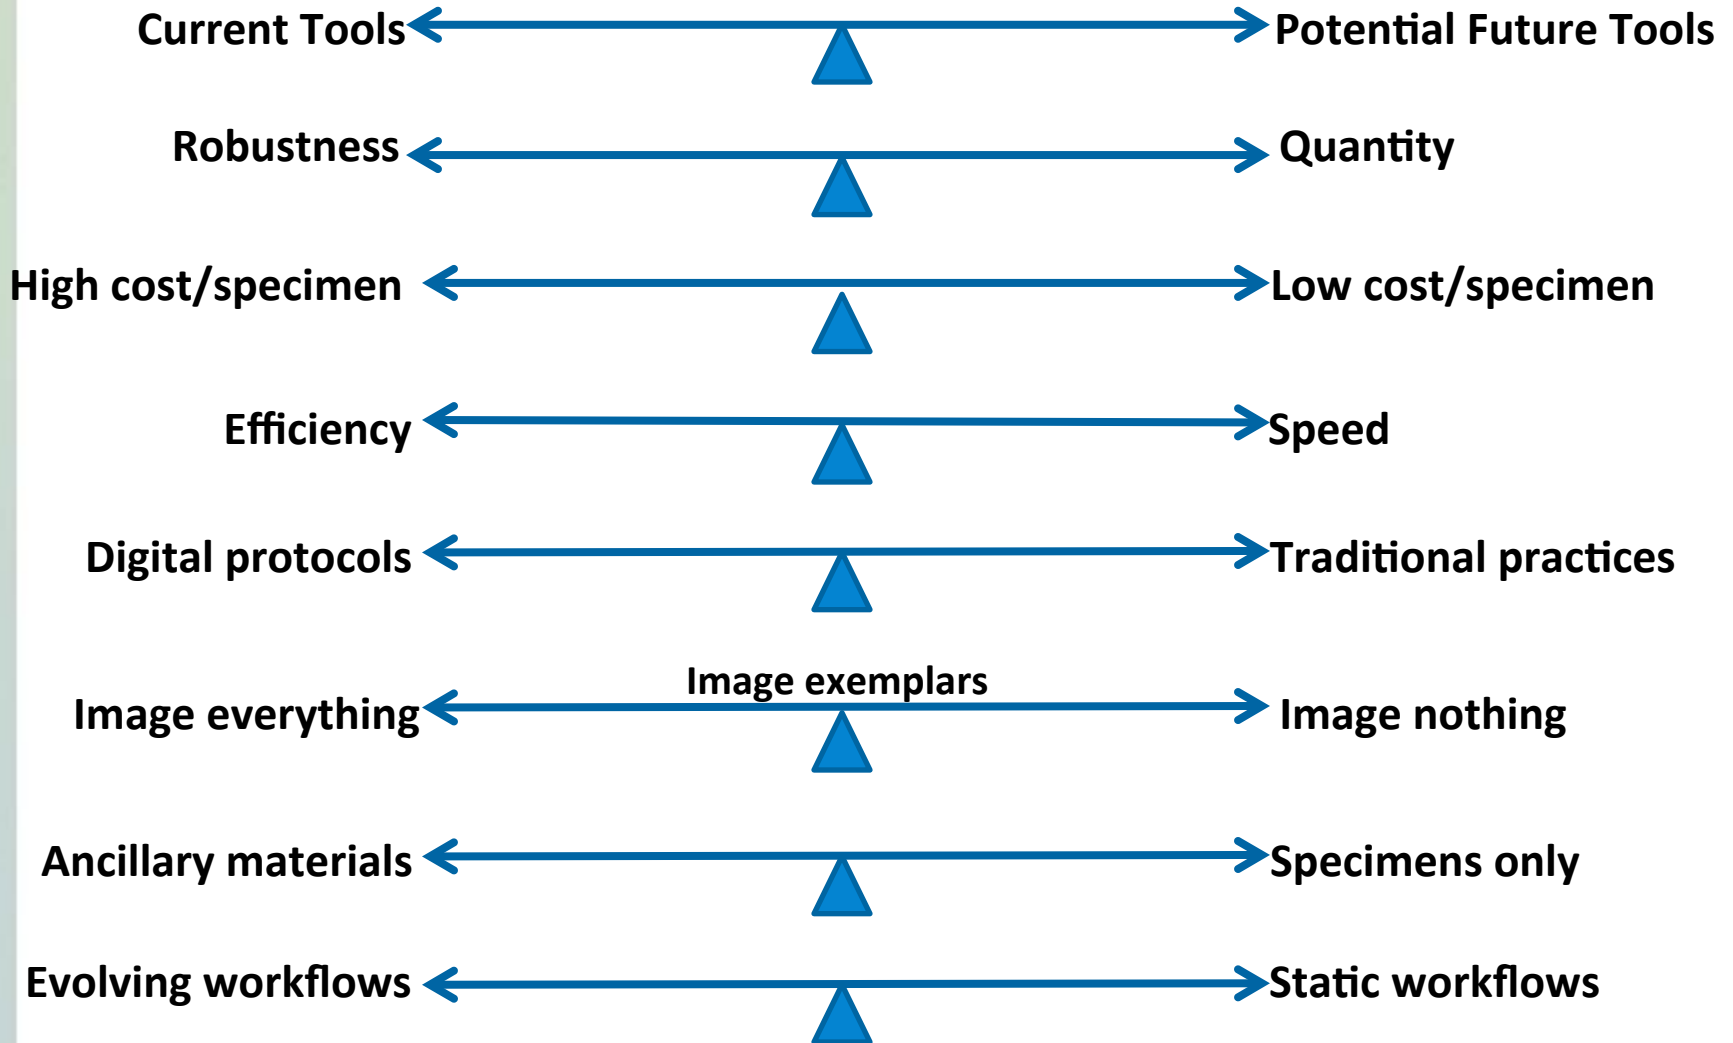 Current Tools Potential Future Tools
Robustness Quantity
High cost/specimen Low cost/specimen
Efficiency Speed
Digital protocols Traditional practices
Image exemplars
Image everything Image nothing
Ancillary materials Specimens only
Evolving workflows Static workflows